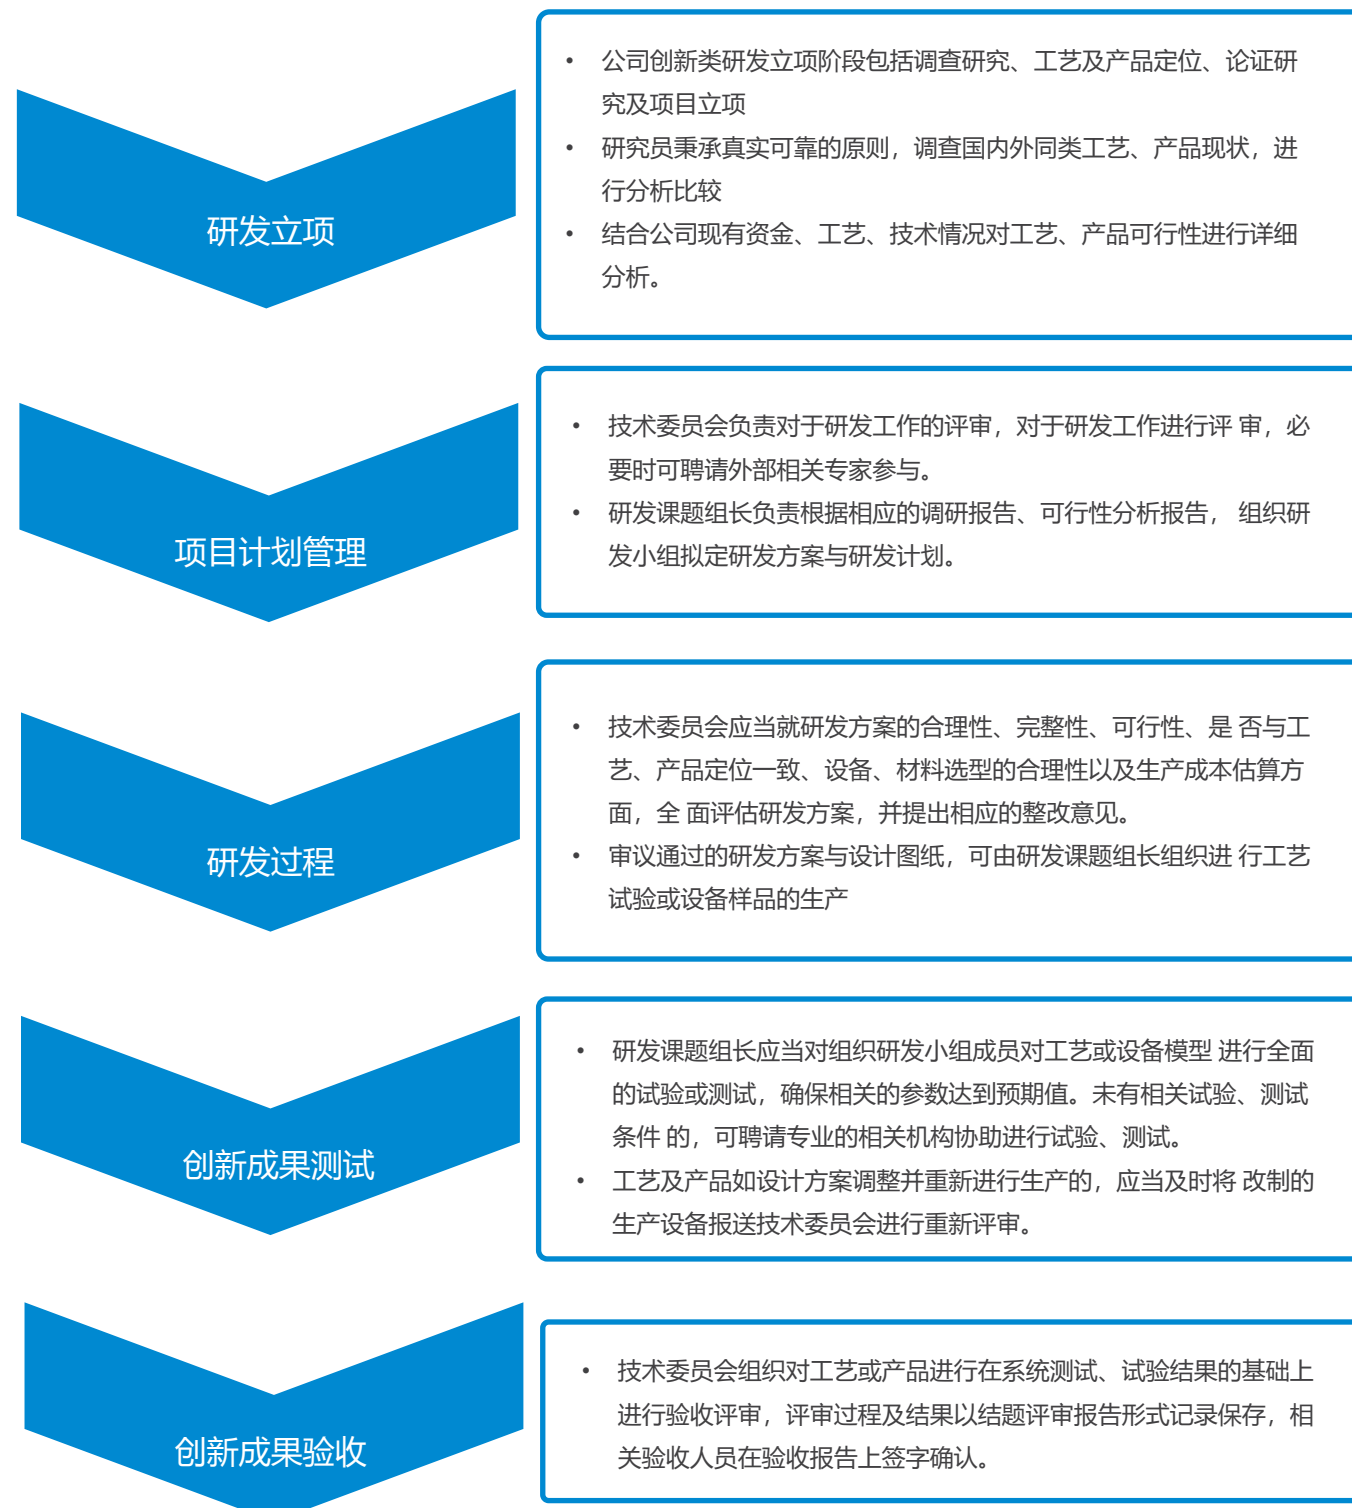 研发立项
• 公司创新类研发立项阶段包括调查研究、工艺及产品定位、论证研
究及项目立项
• 研究员秉承真实可靠的原则，调查国内外同类工艺、产品现状，进
行分析比较
• 结合公司现有资金、工艺、技术情况对工艺、产品可行性进行详细
分析。
项目计划管理
• 技术委员会负责对于研发工作的评审，对于研发工作进行评 审，必
要时可聘请外部相关专家参与。
• 研发课题组长负责根据相应的调研报告、可行性分析报告， 组织研
发小组拟定研发方案与研发计划。
研发过程
• 技术委员会应当就研发方案的合理性、完整性、可行性、是 否与工
艺、产品定位一致、设备、材料选型的合理性以及生产成本估算方
面，全 面评估研发方案，并提出相应的整改意见。
• 审议通过的研发方案与设计图纸，可由研发课题组长组织进 行工艺
试验或设备样品的生产
创新成果测试
• 研发课题组长应当对组织研发小组成员对工艺或设备模型 进行全面
的试验或测试，确保相关的参数达到预期值。未有相关试验、测试
条件 的，可聘请专业的相关机构协助进行试验、测试。
• 工艺及产品如设计方案调整并重新进行生产的，应当及时将 改制的
生产设备报送技术委员会进行重新评审。
创新成果验收
• 技术委员会组织对工艺或产品进行在系统测试、试验结果的基础上
进行验收评审，评审过程及结果以结题评审报告形式记录保存，相
关验收人员在验收报告上签字确认。